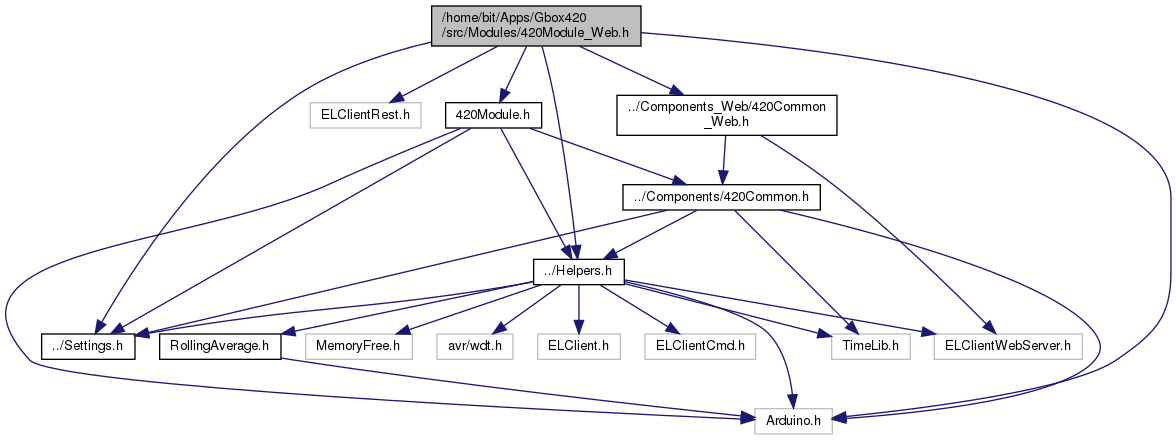 /home/bit/Apps/Gbox420
/src/Modules/420Module_Web.h
ELClientRest.h
420Module.h
../Components_Web/420Common
_Web.h
../Components/420Common.h
../Helpers.h
../Settings.h
RollingAverage.h
MemoryFree.h
avr/wdt.h
ELClient.h
ELClientCmd.h
TimeLib.h
ELClientWebServer.h
Arduino.h